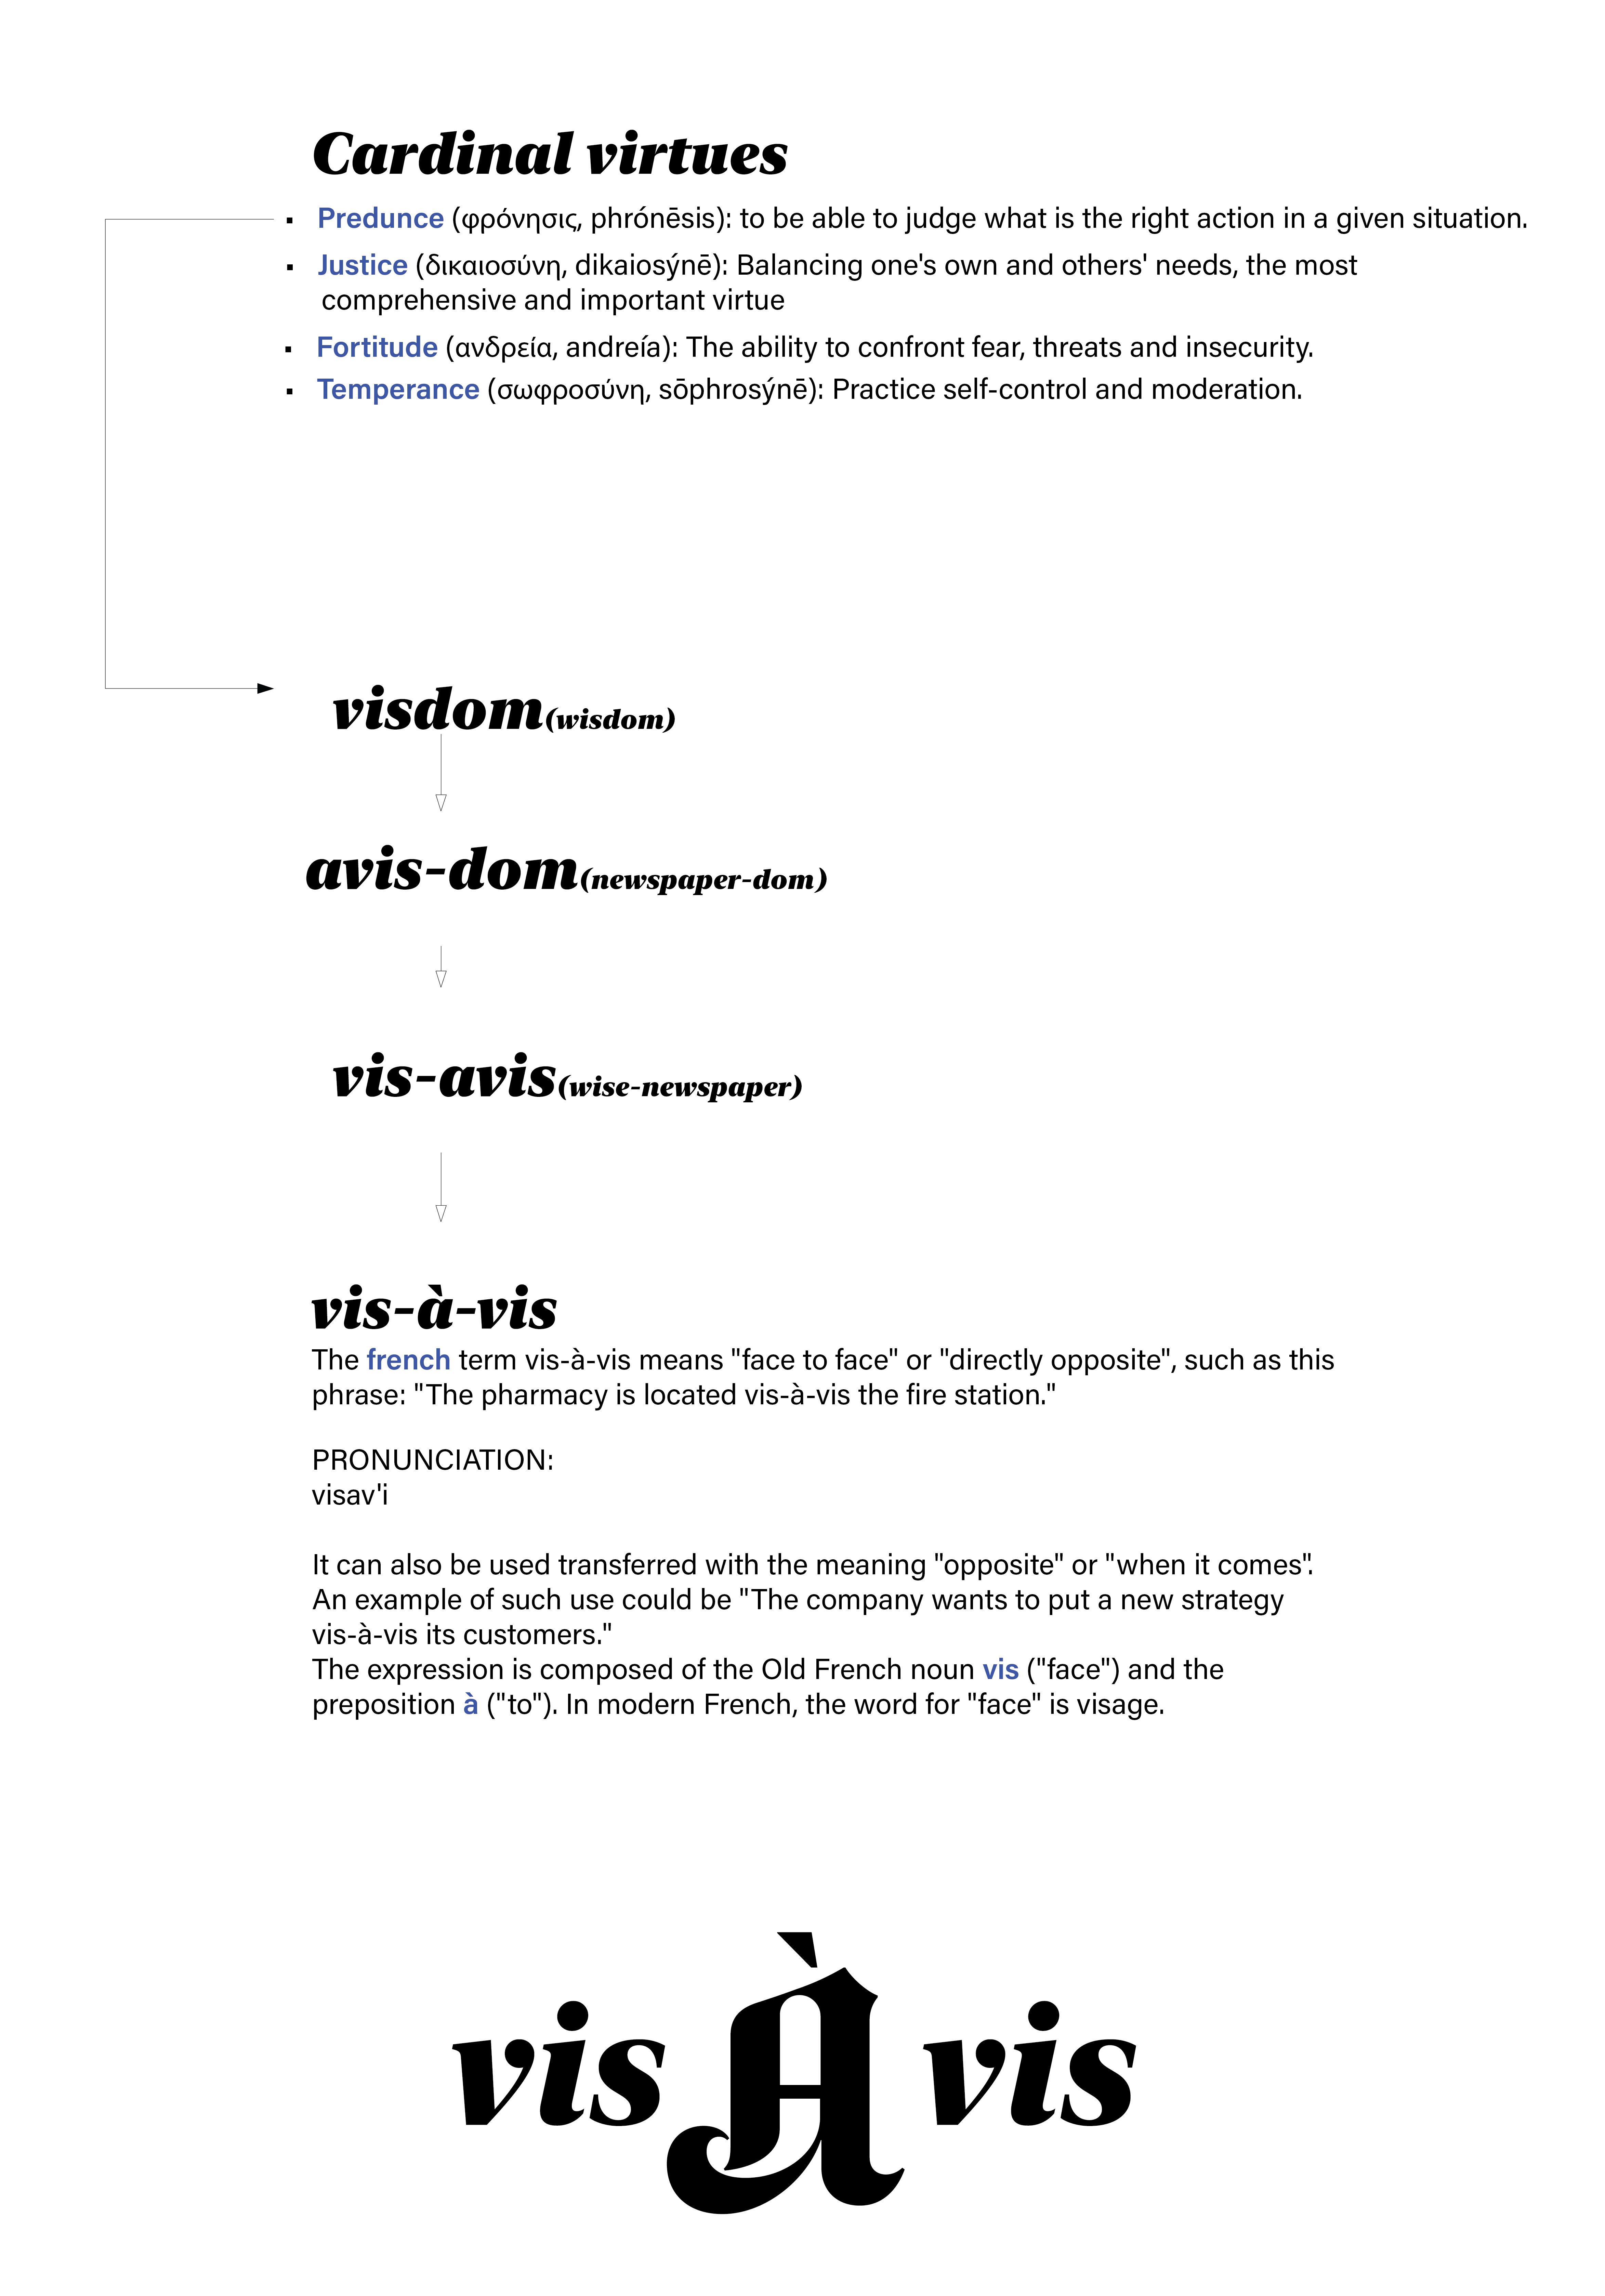 Cardinal virtues
▪ Predunce (φρόνησις, phrónēsis): to be able to judge what is the right action in a given situation.
▪ Justice (δικαιοσύνη, dikaiosýnē): Balancing one's own and others' needs, the most
comprehensive and important virtue
▪ Fortitude (ανδρεία, andreía): The ability to confront fear, threats and insecurity.
▪ Temperance (σωφροσύνη, sōphrosýnē): Practice self-control and moderation.
visdom(wisdom)
avis-dom(newspaper-dom)
vis-avis(wise-newspaper)
vis-à-vis
The french term vis-à-vis means "face to face" or "directly opposite", such as this
phrase: "The pharmacy is located vis-à-vis the fire station."
PRONUNCIATION:
visav'i
It can also be used transferred with the meaning "opposite" or "when it comes".
An example of such use could be "The company wants to put a new strategy
vis-à-vis its customers."
The expression is composed of the Old French noun vis ("face") and the
preposition à ("to"). In modern French, the word for "face" is visage.
vis À vis